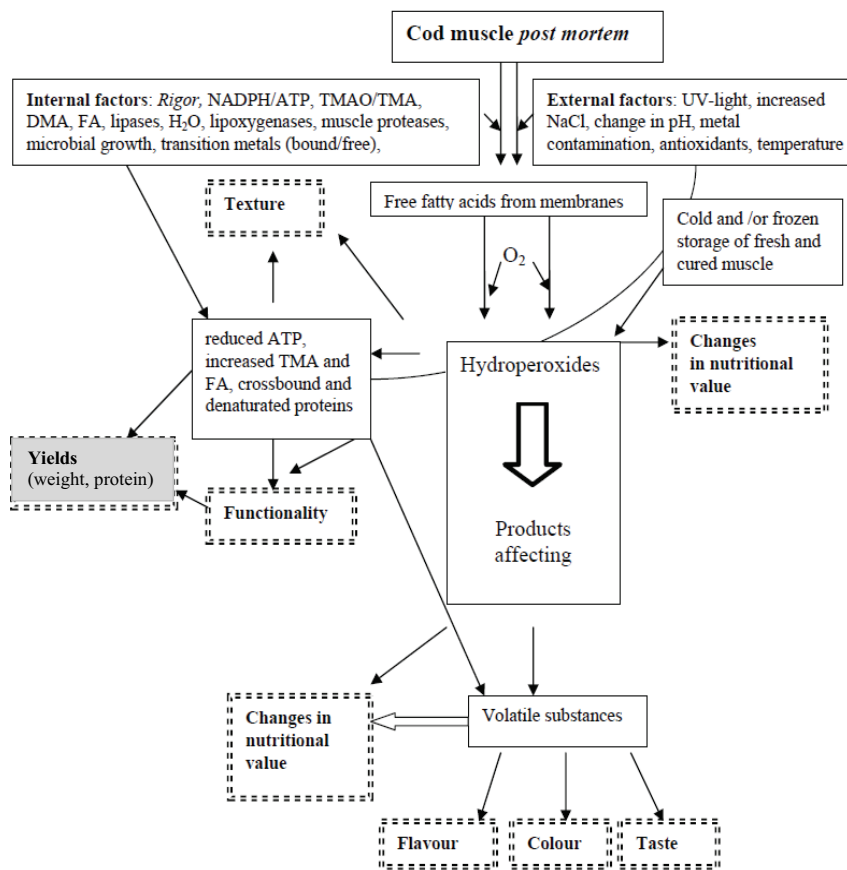 Cod muscle post mortem
Internal factors: Rigor, NADPH/ATP, TMAO/TMA,
DMA, FA, lipases, H₂O, lipoxygenases, muscle proteases,
microbial growth, transition metals (bound/free),
External factors: UV-light, increased
NaCl, change in pH, metal
contamination, antioxidants, temperature
Texture
Free fatty acids from membranes
Cold and /or frozen
storage of fresh and
cured muscle
O₂
reduced ATP,
increased TMA and
FA, crossbound and
denaturated proteins
Hydroperoxides
Changes
in nutritional
value
Yields
(weight, protein)
Functionality
Products
affecting
Changes in
nutritional
value
Volatile substances
Flavour
Colour
Taste